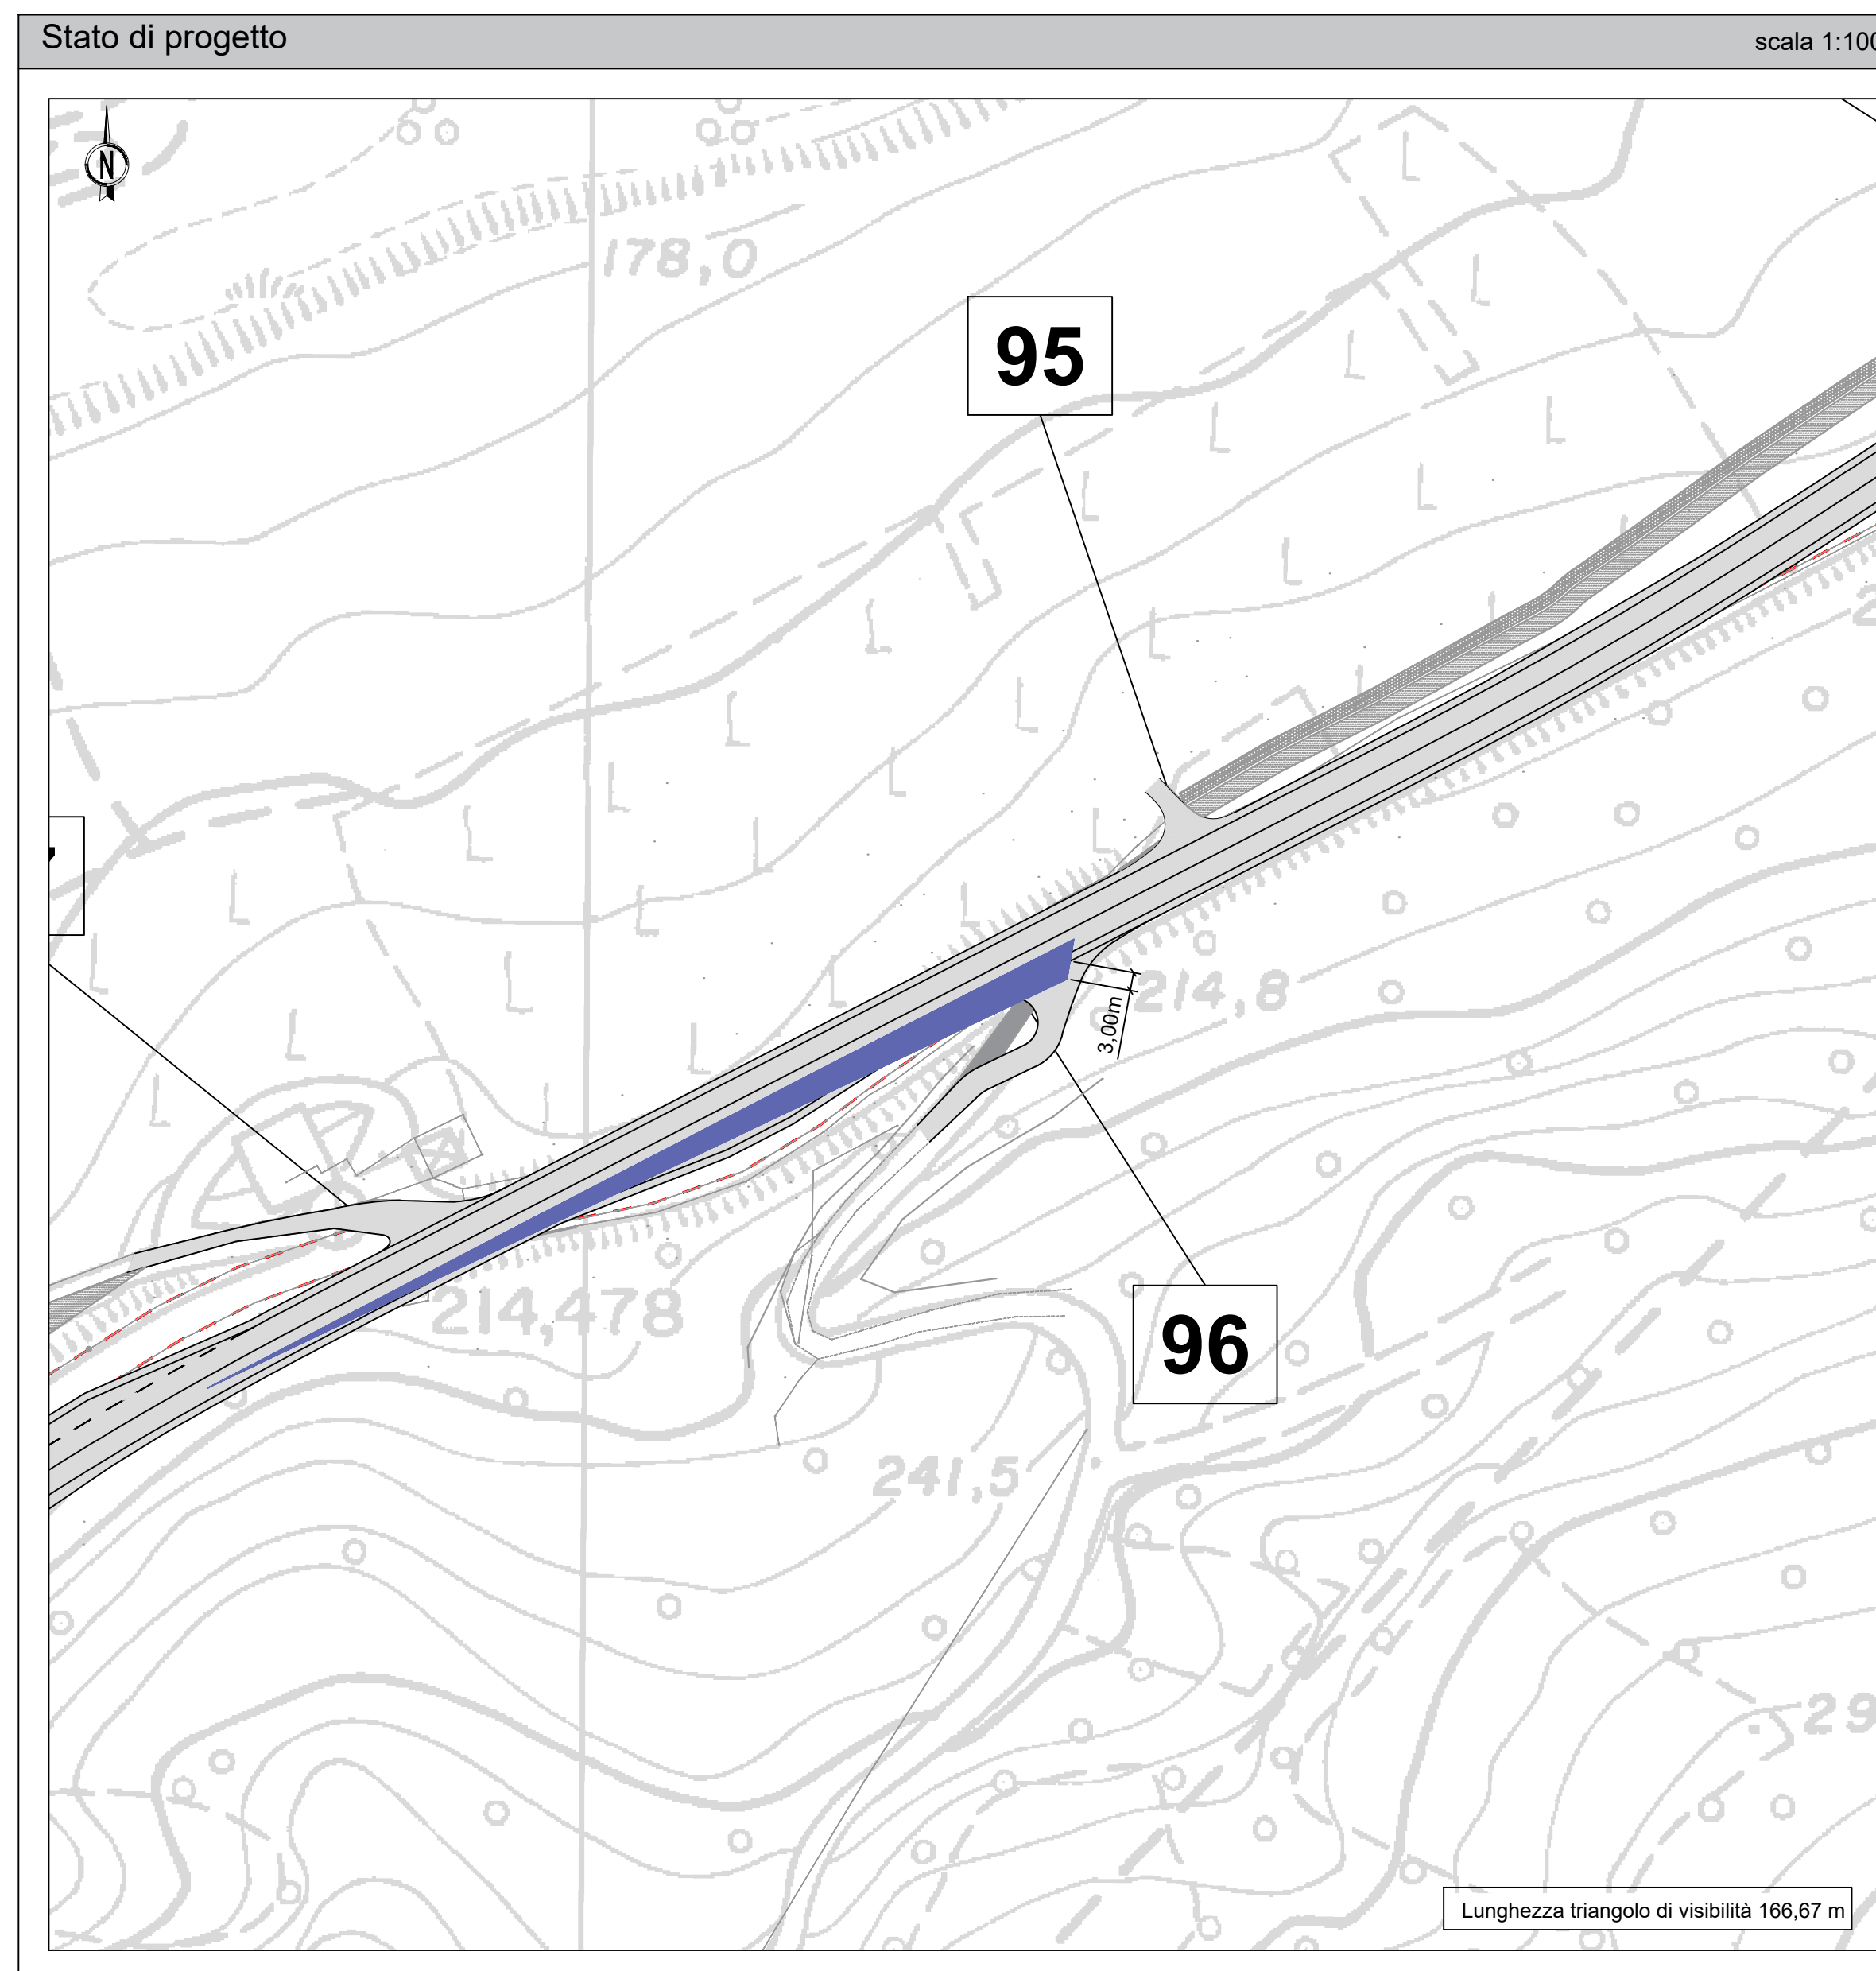 Stato di progetto
scala 1:100
N
178,0
95
214,8
3,00m
214,478
96
241,5
29
Lunghezza triangolo di visibilità 166,67 m